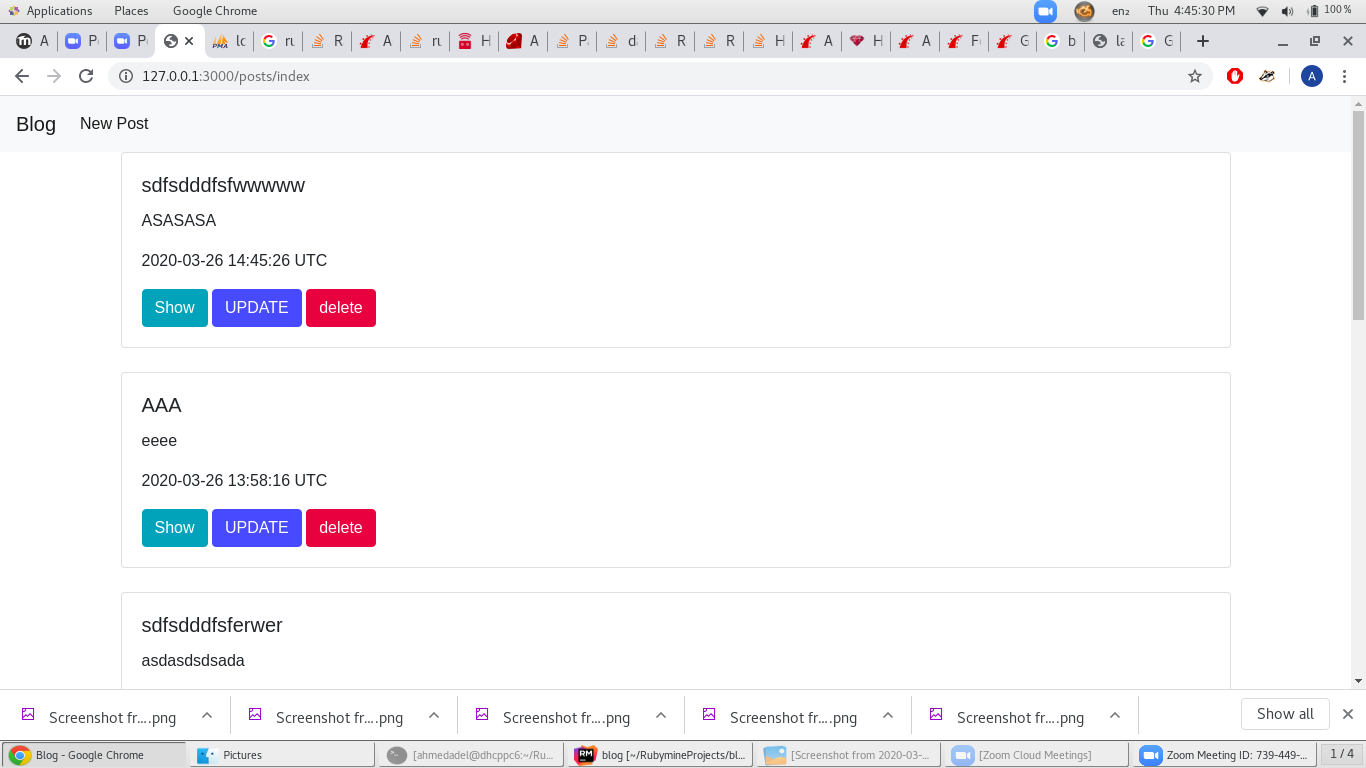 Applications Places Google Chrome en₂ Thu 4:45:30 PM 100 %
A P P lo ru R A ru H A P d R R H A H A F G b la G
127.0.0.1:3000/posts/index A
Blog New Post
sdfsdddfsfwwwww
ASASASA
2020-03-26 14:45:26 UTC
Show UPDATE delete
AAA
eeee
2020-03-26 13:58:16 UTC
Show UPDATE delete
sdfsdddfsferwer
asdasdsdsada
Screenshot fr....png Screenshot fr....png Screenshot fr....png Screenshot fr....png Screenshot fr....png Show all
Blog - Google Chrome Pictures [ahmedadel@dhcppc6:~/Ru... blog [~/RubymineProjects/bl... [Screenshot from 2020-03-... [Zoom Cloud Meetings] Zoom Meeting ID: 739-449-... 1 / 4